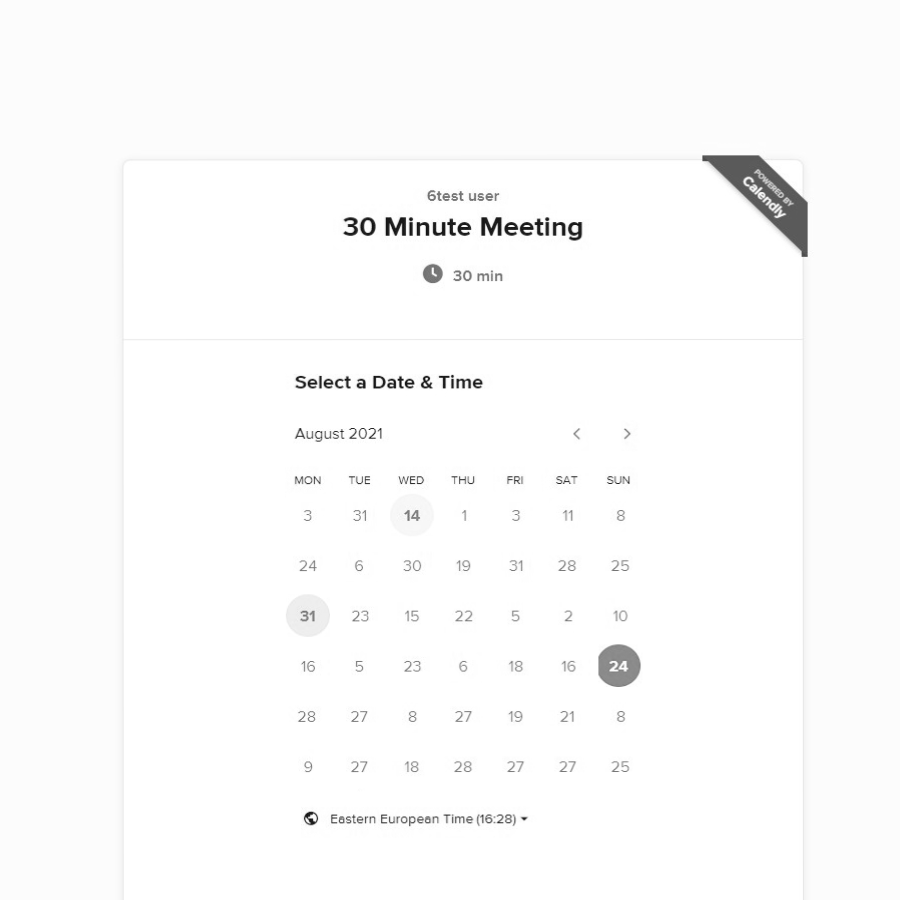 POWERED BY
Calendly
6test user
30 Minute Meeting
30 min
Select a Date & Time
August 2021
MON TUE WED THU FRI SAT SUN
3 31 14 1 3 11 8
24 6 30 19 31 28 25
31 23 15 22 5 2 10
16 5 23 6 18 16 24
28 27 8 27 19 21 8
9 27 18 28 27 27 25
Eastern European Time (16:28)